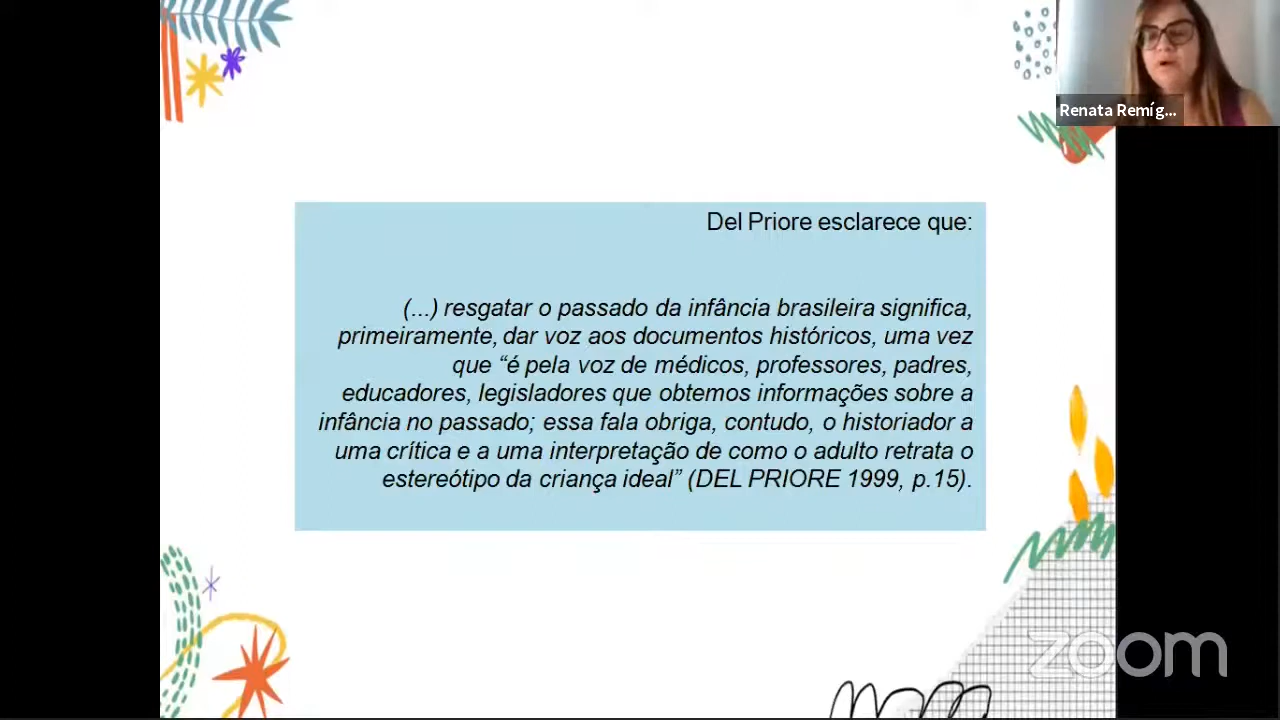 Renata Remíg...
Del Priore esclarece que:
(...) resgatar o passado da infância brasileira significa,
primeiramente, dar voz aos documentos históricos, uma vez
que “é pela voz de médicos, professores, padres,
educadores, legisladores que obtemos informações sobre a
infância no passado; essa fala obriga, contudo, o historiador a
uma crítica e a uma interpretação de como o adulto retrata o
estereótipo da criança ideal” (DEL PRIORE 1999, p.15).
zoom